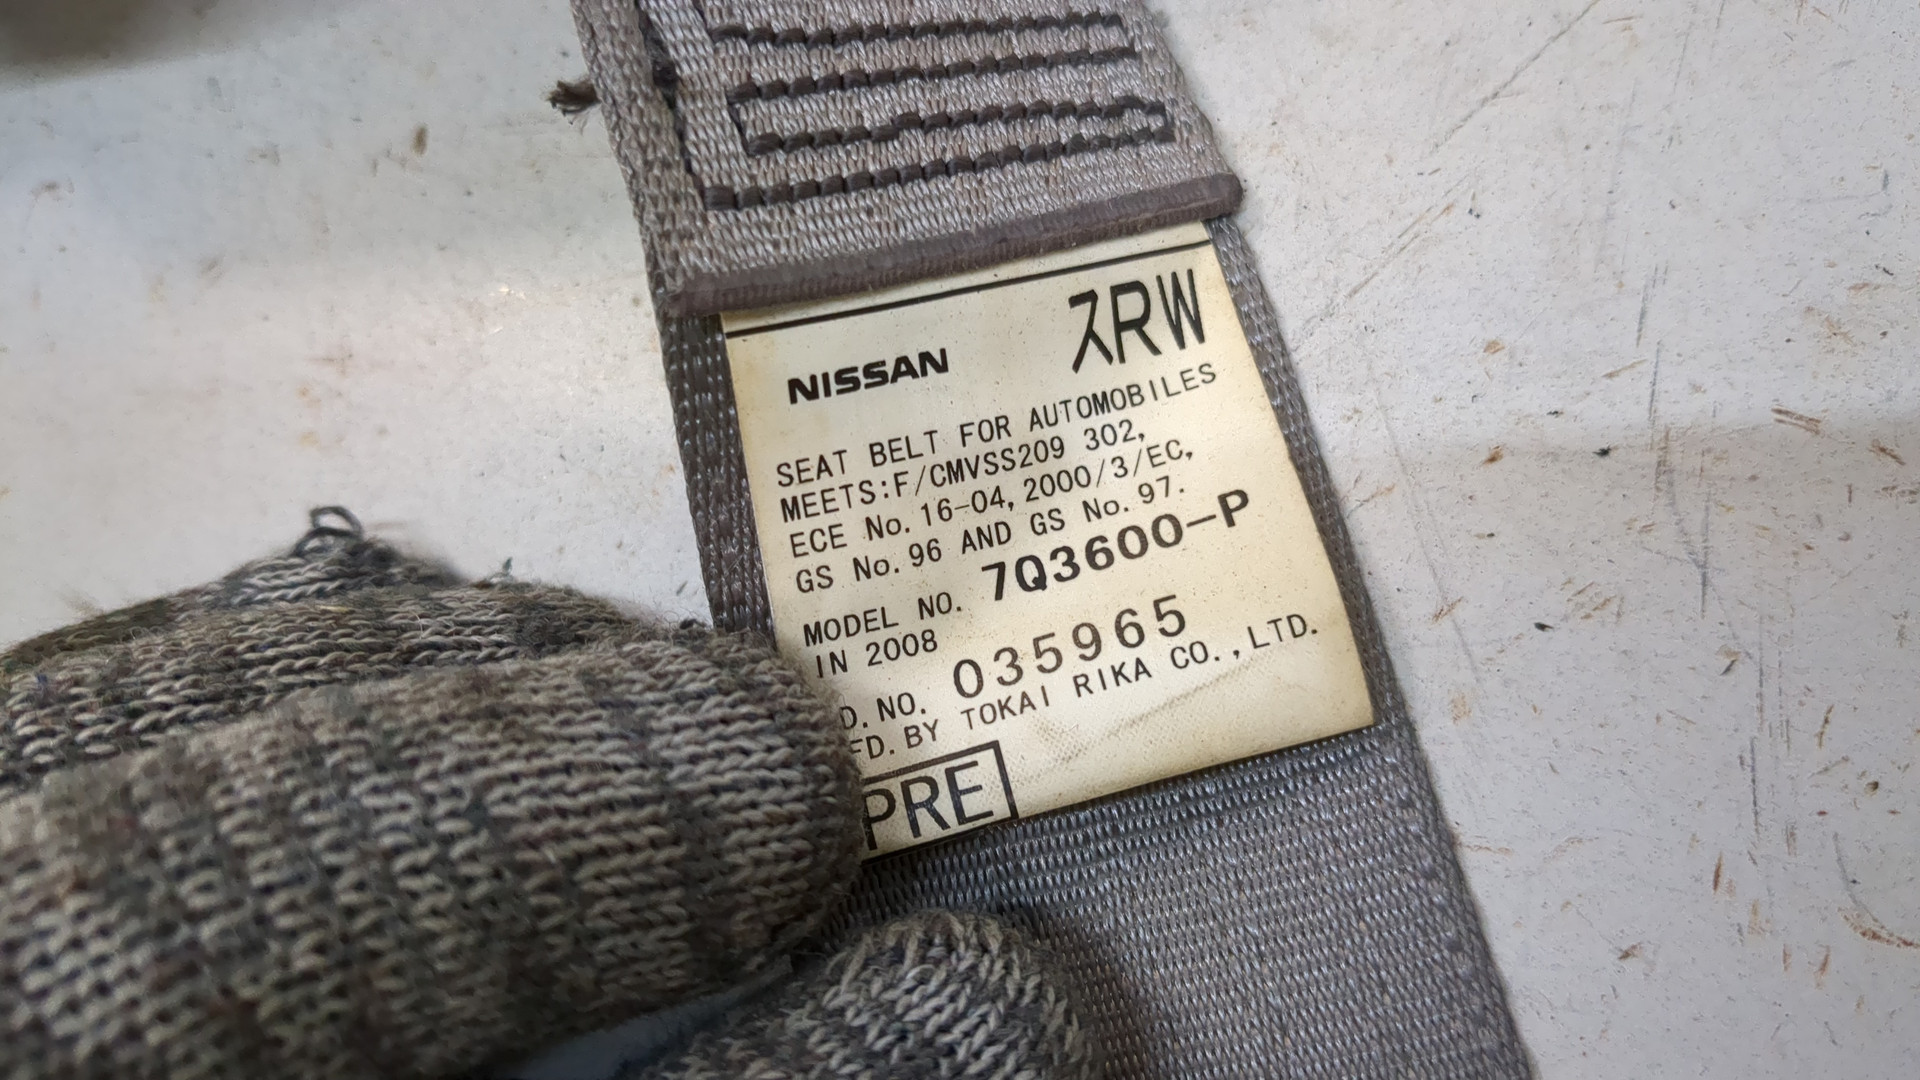 NISSAN スRW
SEAT BELT FOR AUTOMOBILES
MEETS:F/CMVSS209 302,
ECE No. 16-04, 2000/3/EC,
GS No. 96 AND GS No. 97.
MODEL NO. 7Q3600-P
IN 2008
D. NO. 035965
FD. BY TOKAI RIKA CO., LTD.
PRE